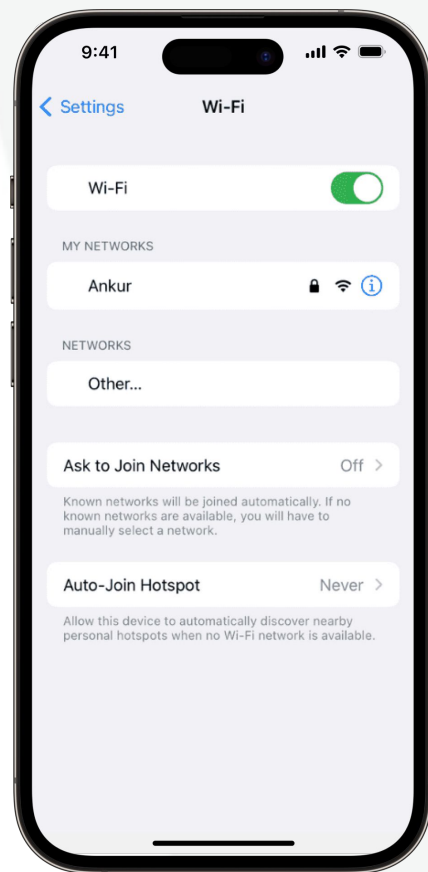 9:41
Settings
Wi-Fi
Wi-Fi
MY NETWORKS
Ankur
NETWORKS
Other...
Ask to Join Networks Off
Known networks will be joined automatically. If no
known networks are available, you will have to
manually select a network.
Auto-Join Hotspot Never
Allow this device to automatically discover nearby
personal hotspots when no Wi-Fi network is available.